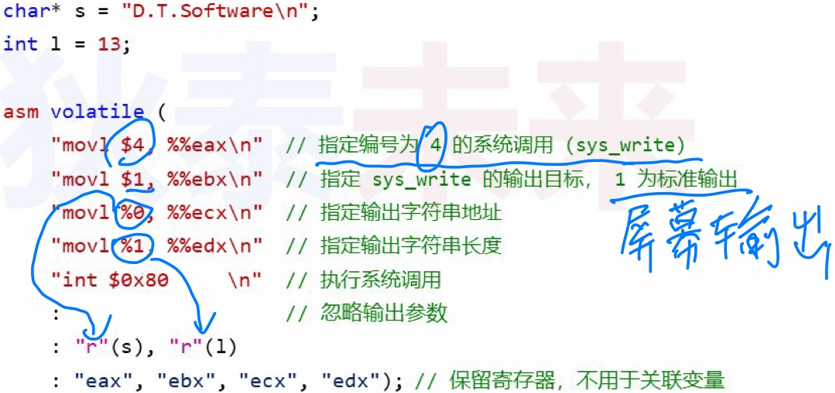 char* s = "D.T.Software\n";
int l = 13;
asm volatile (
"movl $4, %%eax\n" // 指定编号为 4 的系统调用 (sys_write)
"movl $1, %%ebx\n" // 指定 sys_write 的输出目标, 1 为标准输出
"movl %0, %%ecx\n" // 指定输出字符串地址
"movl %1, %%edx\n" // 指定输出字符串长度
屏幕输出
"int $0x80 \n" // 执行系统调用
: // 忽略输出参数
: "r"(s), "r"(l)
: "eax", "ebx", "ecx", "edx"); // 保留寄存器, 不用于关联变量
狄泰未来